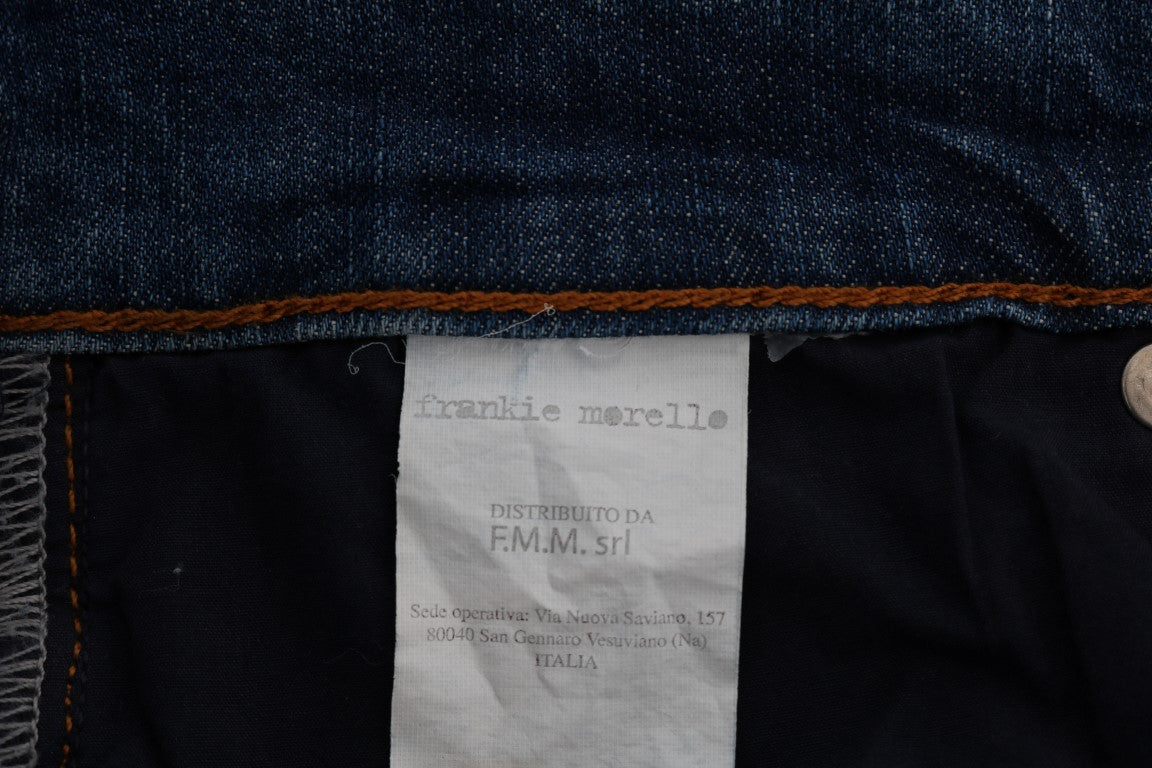 frankie morello
DISTRIBUITO DA
F.M.M. srl
Sede operativa: Via Nuova Saviano, 157
80040 San Gennaro Vesuviano (Na)
ITALIA